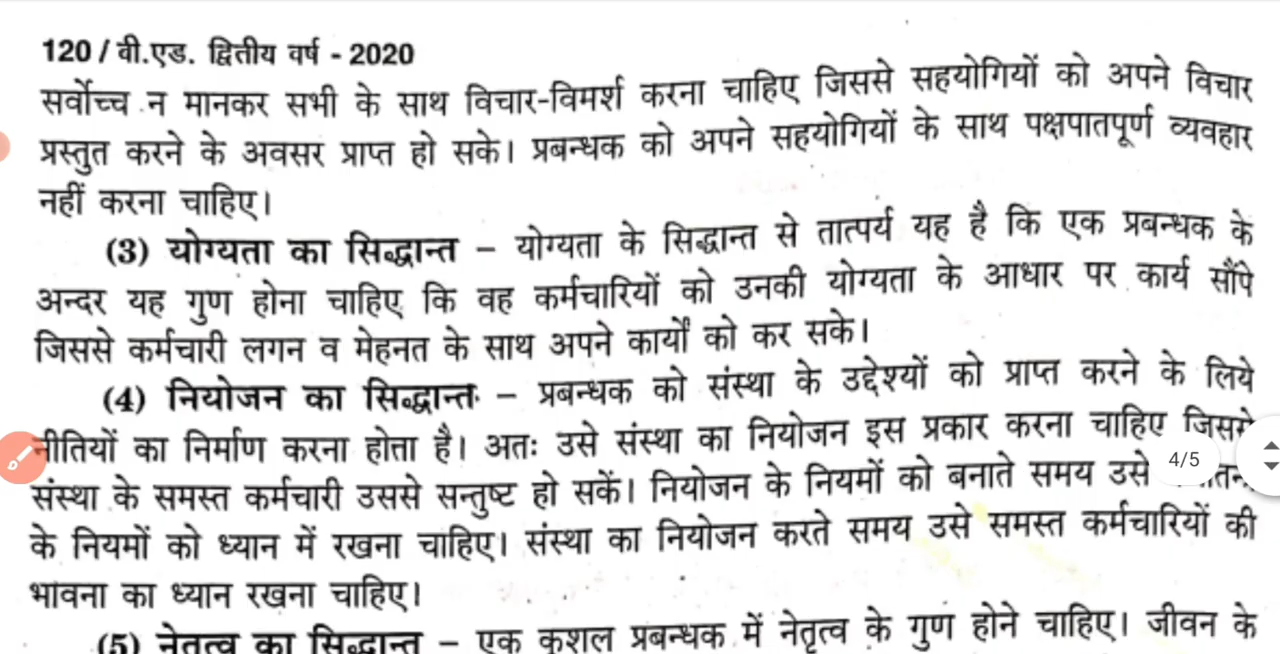 120 / बी.एड. द्वितीय वर्ष - 2020
सर्वोच्च न मानकर सभी के साथ विचार-विमर्श करना चाहिए जिससे सहयोगियों को अपने विचार
प्रस्तुत करने के अवसर प्राप्त हो सके। प्रबन्धक को अपने सहयोगियों के साथ पक्षपातपूर्ण व्यवहार
नहीं करना चाहिए।
(3) योग्यता का सिद्धान्त – योग्यता के सिद्धान्त से तात्पर्य यह है कि एक प्रबन्धक के
अन्दर यह गुण होना चाहिए कि वह कर्मचारियों को उनकी योग्यता के आधार पर कार्य सौंपे
जिससे कर्मचारी लगन व मेहनत के साथ अपने कार्यों को कर सके।
(4) नियोजन का सिद्धान्त – प्रबन्धक को संस्था के उद्देश्यों को प्राप्त करने के लिये
नीतियों का निर्माण करना होता है। अतः उसे संस्था का नियोजन इस प्रकार करना चाहिए जिससे
4/5
संस्था के समस्त कर्मचारी उससे सन्तुष्ट हो सकें। नियोजन के नियमों को बनाते समय उसे
के नियमों को ध्यान में रखना चाहिए। संस्था का नियोजन करते समय उसे समस्त कर्मचारियों की
भावना का ध्यान रखना चाहिए।
(5) नेतृत्व का सिद्धान्त – एक कुशल प्रबन्धक में नेतृत्व के गुण होने चाहिए। जीवन के